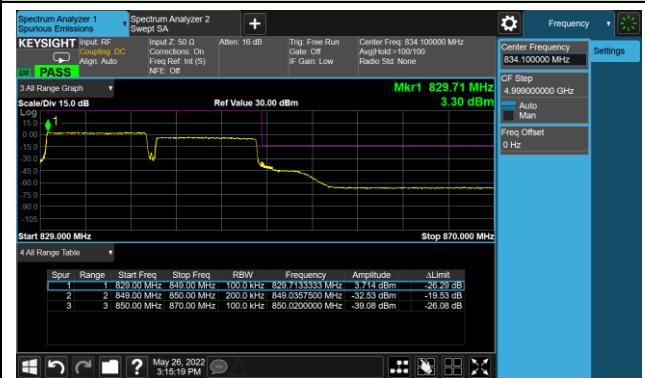 Spectrum Analyzer 1
Spurious Emissions
Spectrum Analyzer 2
Swept SA
+
Frequency
KEYSIGHT
Input: RF
Coupling: DC
Align: Auto
Input Z: 50 Ω
Corrections: On
Freq Ref: Int (S)
NFE: Off
Atten: 16 dB
Trig: Free Run
Gate: Off
IF Gain: Low
Center Freq: 834.100000 MHz
Avg|Hold:>100/100
Radio Std: None
PASS
Center Frequency
834.100000 MHz
Settings
CF Step
4.999000000 GHz
Auto
Man
Freq Offset
0 Hz
3 All Range Graph
Mkr1 829.71 MHz
3.30 dBm
Scale/Div 15.0 dB
Ref Value 30.00 dBm
Log
15.0
0.00
-15.0
-30.0
-45.0
-60.0
-75.0
-90.0
-105
1
Start 829.000 MHz
Stop 870.000 MHz
4 All Range Table
Spur Range Start Freq Stop Freq RBW Frequency Amplitude ΔLimit
1 1 829.00 MHz 849.00 MHz 100.0 kHz 829.7133333 MHz 3.714 dBm -26.29 dB
2 2 849.00 MHz 850.00 MHz 200.0 kHz 849.0357500 MHz -32.53 dBm -19.53 dB
3 3 850.00 MHz 870.00 MHz 100.0 kHz 850.0200000 MHz -39.08 dBm -26.08 dB
?
May 26, 2022
3:15:19 PM